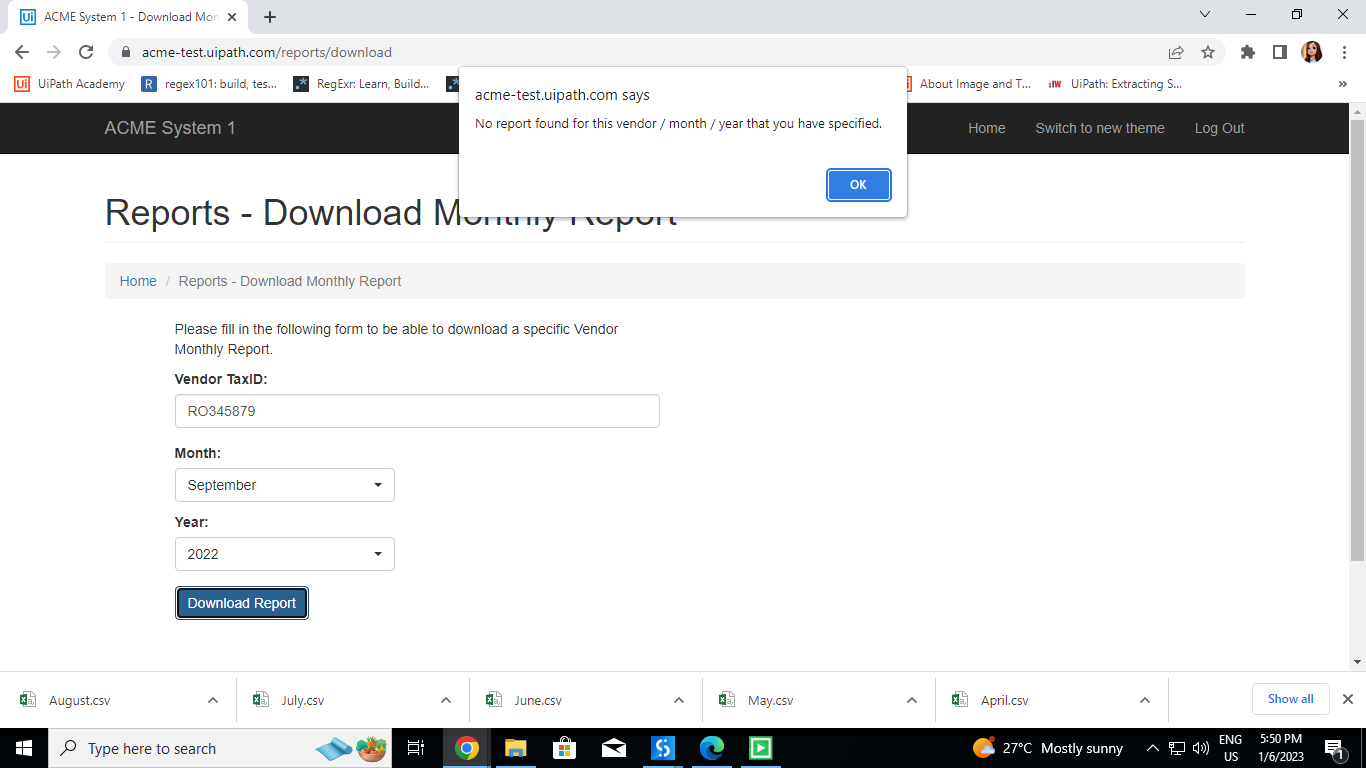 ACME System 1 - Download Mon
acme-test.uipath.com/reports/download
UiPath Academy
regex101: build, tes...
RegExr: Learn, Build...
About Image and T...
UiPath: Extracting S...
»
acme-test.uipath.com says
No report found for this vendor / month / year that you have specified.
OK
ACME System 1
Home
Switch to new theme
Log Out
Reports - Download Monthly Report
Home / Reports - Download Monthly Report
Please fill in the following form to be able to download a specific Vendor
Monthly Report.
Vendor TaxID:
RO345879
Month:
September
Year:
2022
Download Report
August.csv
July.csv
June.csv
May.csv
April.csv
Show all
Type here to search
27°C Mostly sunny
ENG
US
5:50 PM
1/6/2023
1